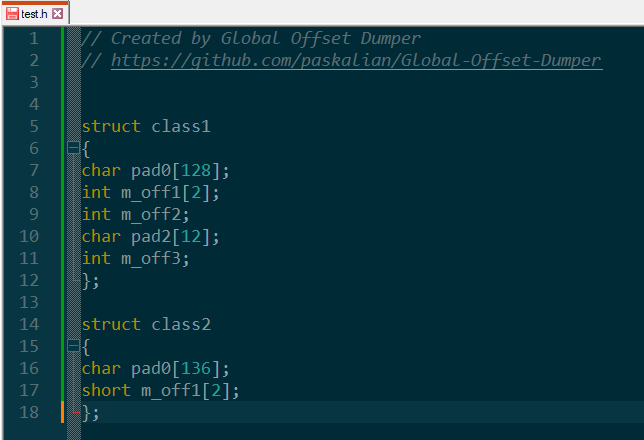 test.h
1 // Created by Global Offset Dumper
2 // https://github.com/paskalian/Global-Offset-Dumper
3
4
5 struct class1
6 {
7 char pad0[128];
8 int m_off1[2];
9 int m_off2;
10 char pad2[12];
11 int m_off3;
12 };
13
14 struct class2
15 {
16 char pad0[136];
17 short m_off1[2];
18 };